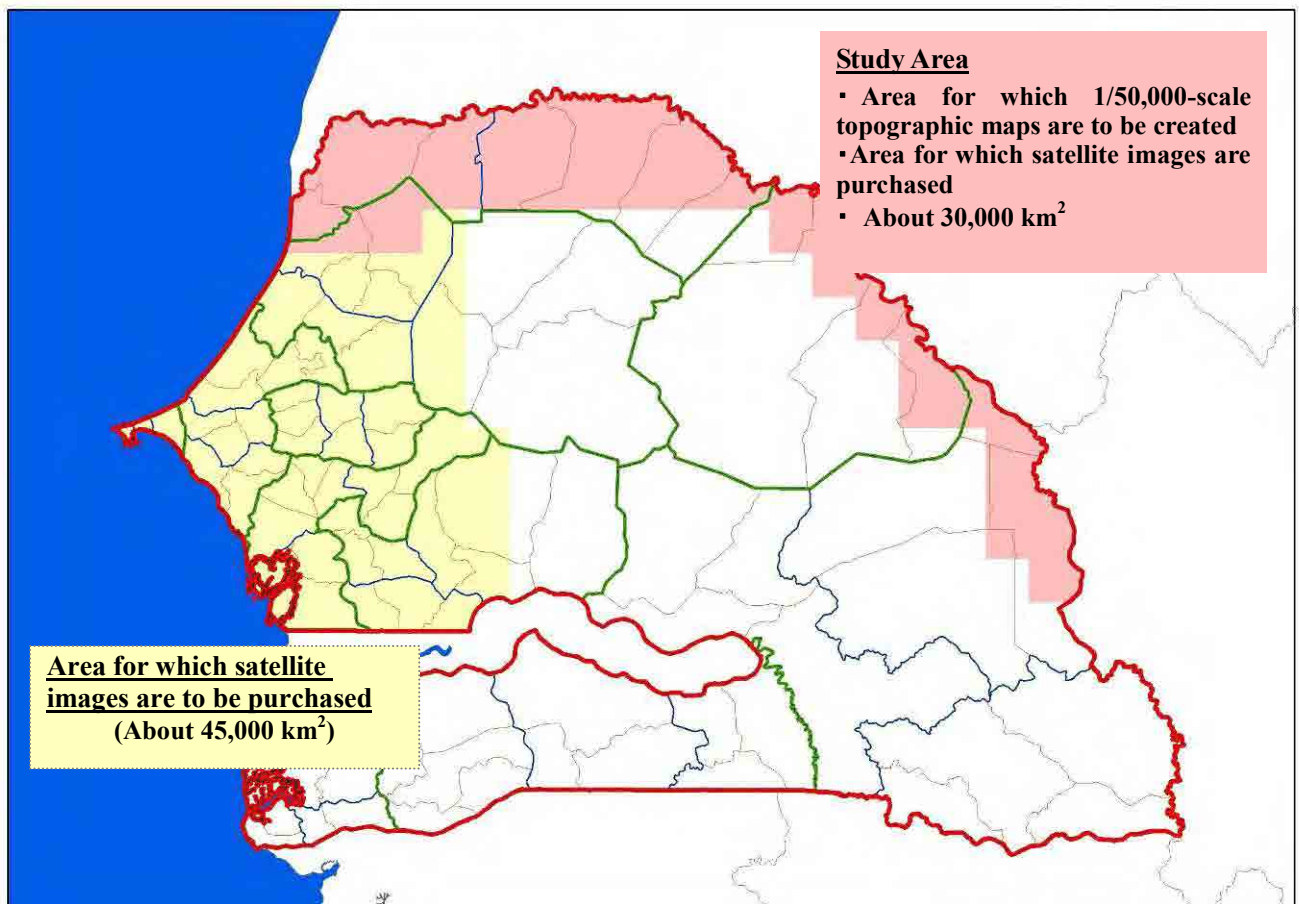 Study Area
・ Area for which 1/50,000-scale
topographic maps are to be created
・Area for which satellite images are
purchased
・ About 30,000 km²
Area for which satellite
images are to be purchased
(About 45,000 km²)